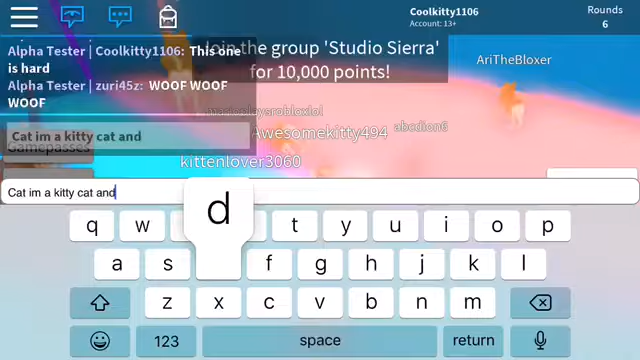 Coolkitty1106
Account: 13+
Rounds
6
Alpha Tester | Coolkitty1106: This one
is hard
Alpha Tester | zuri45z: WOOF WOOF
WOOF
Join the group 'Studio Sierra'
for 10,000 points!
AriTheBloxer
Awesomekitty494
abcdion6
Cat im a kitty cat and
Gamepasses
kittenlover3060
Cat im a kitty cat and
d
q w t y u i o p
a s f g h j k l
z x c v b n m
123 space return